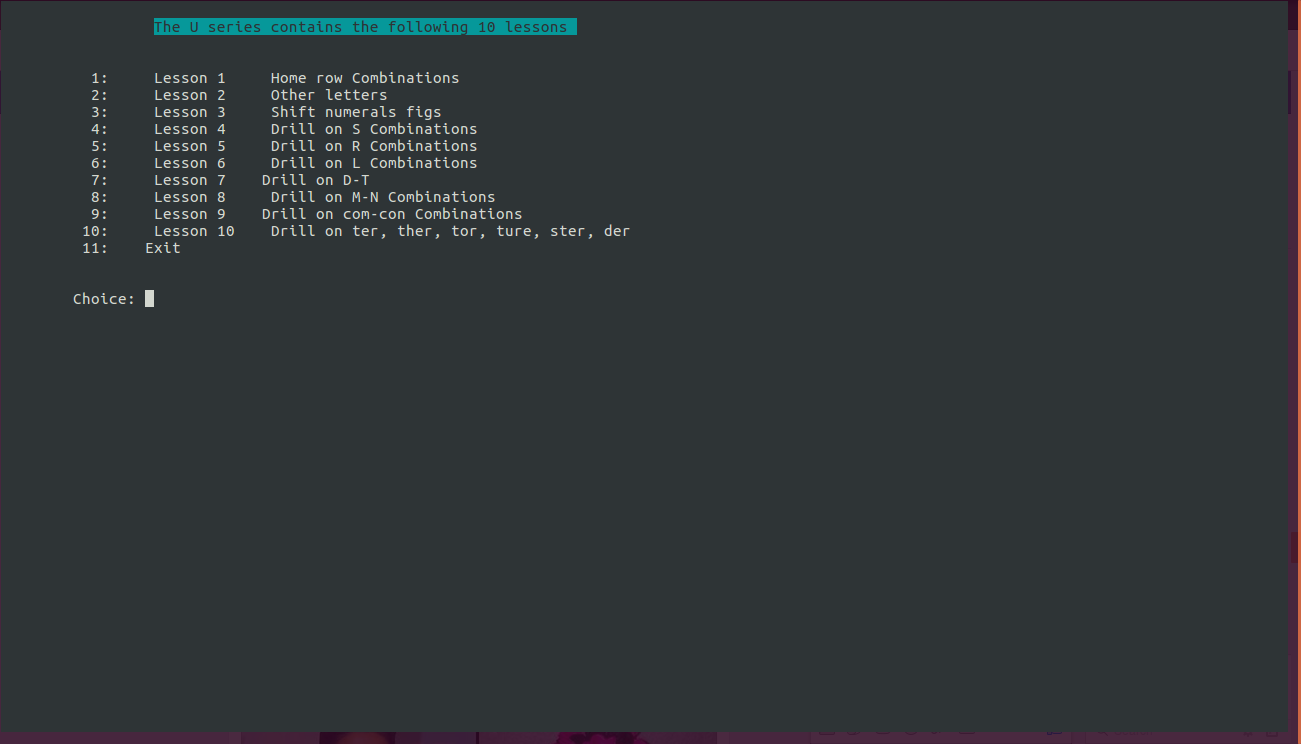 The U series contains the following 10 lessons
1: Lesson 1 Home row Combinations
2: Lesson 2 Other letters
3: Lesson 3 Shift numerals figs
4: Lesson 4 Drill on S Combinations
5: Lesson 5 Drill on R Combinations
6: Lesson 6 Drill on L Combinations
7: Lesson 7 Drill on D-T
8: Lesson 8 Drill on M-N Combinations
9: Lesson 9 Drill on com-con Combinations
10: Lesson 10 Drill on ter, ther, tor, ture, ster, der
11: Exit
Choice: